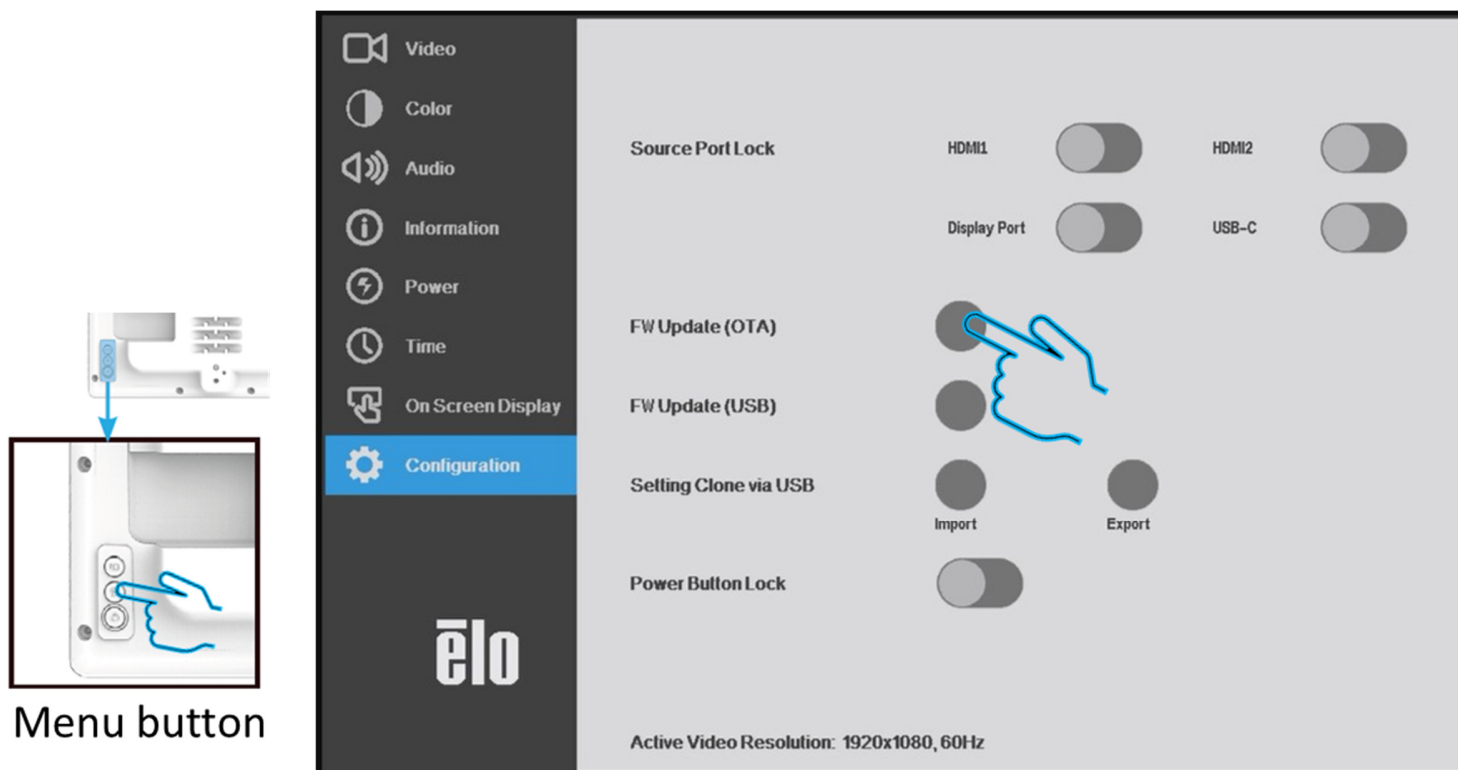 Video
Color
Audio
Information
Power
Time
On Screen Display
Configuration
ēlo
Source Port Lock HDMI1 HDMI2
Display Port USB-C
FW Update (OTA)
FW Update (USB)
Setting Clone via USB
Import Export
Power Button Lock
Active Video Resolution: 1920x1080, 60Hz
Menu button